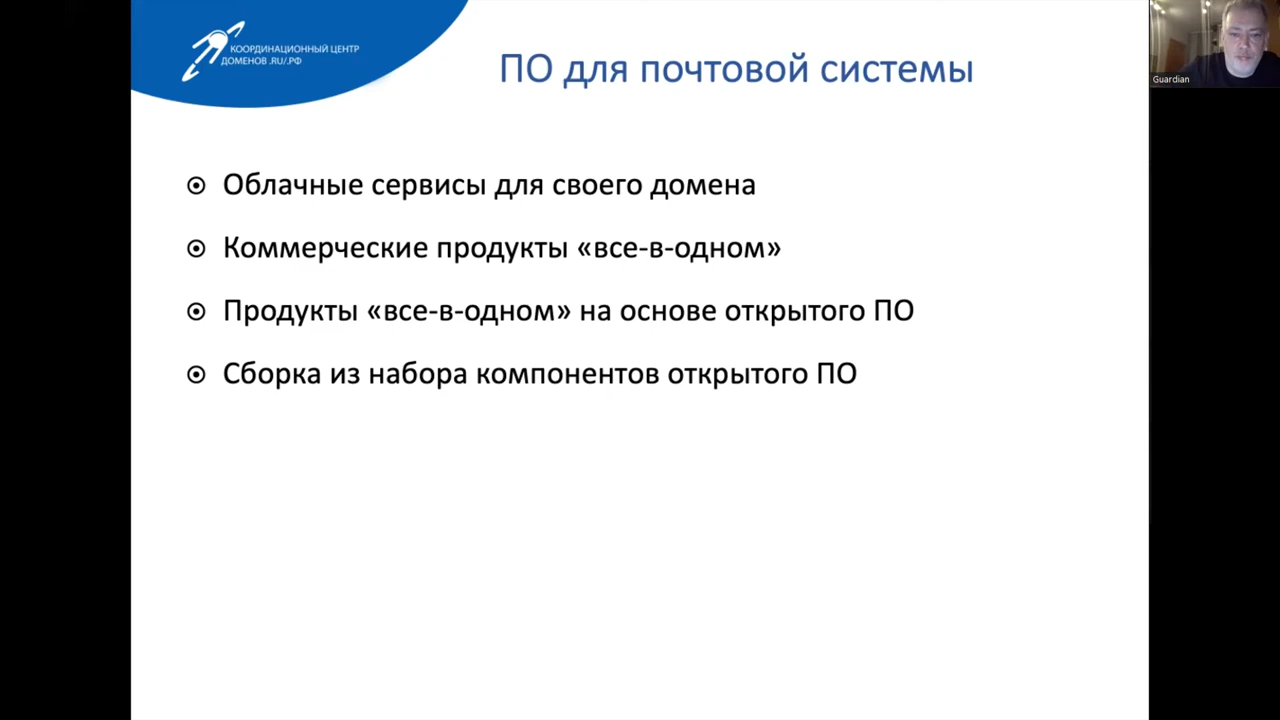 КООРДИНАЦИОННЫЙ ЦЕНТР
ДОМЕНОВ .RU/.РФ
ПО для почтовой системы
Guardian
Облачные сервисы для своего домена
Коммерческие продукты «все-в-одном»
Продукты «все-в-одном» на основе открытого ПО
Сборка из набора компонентов открытого ПО